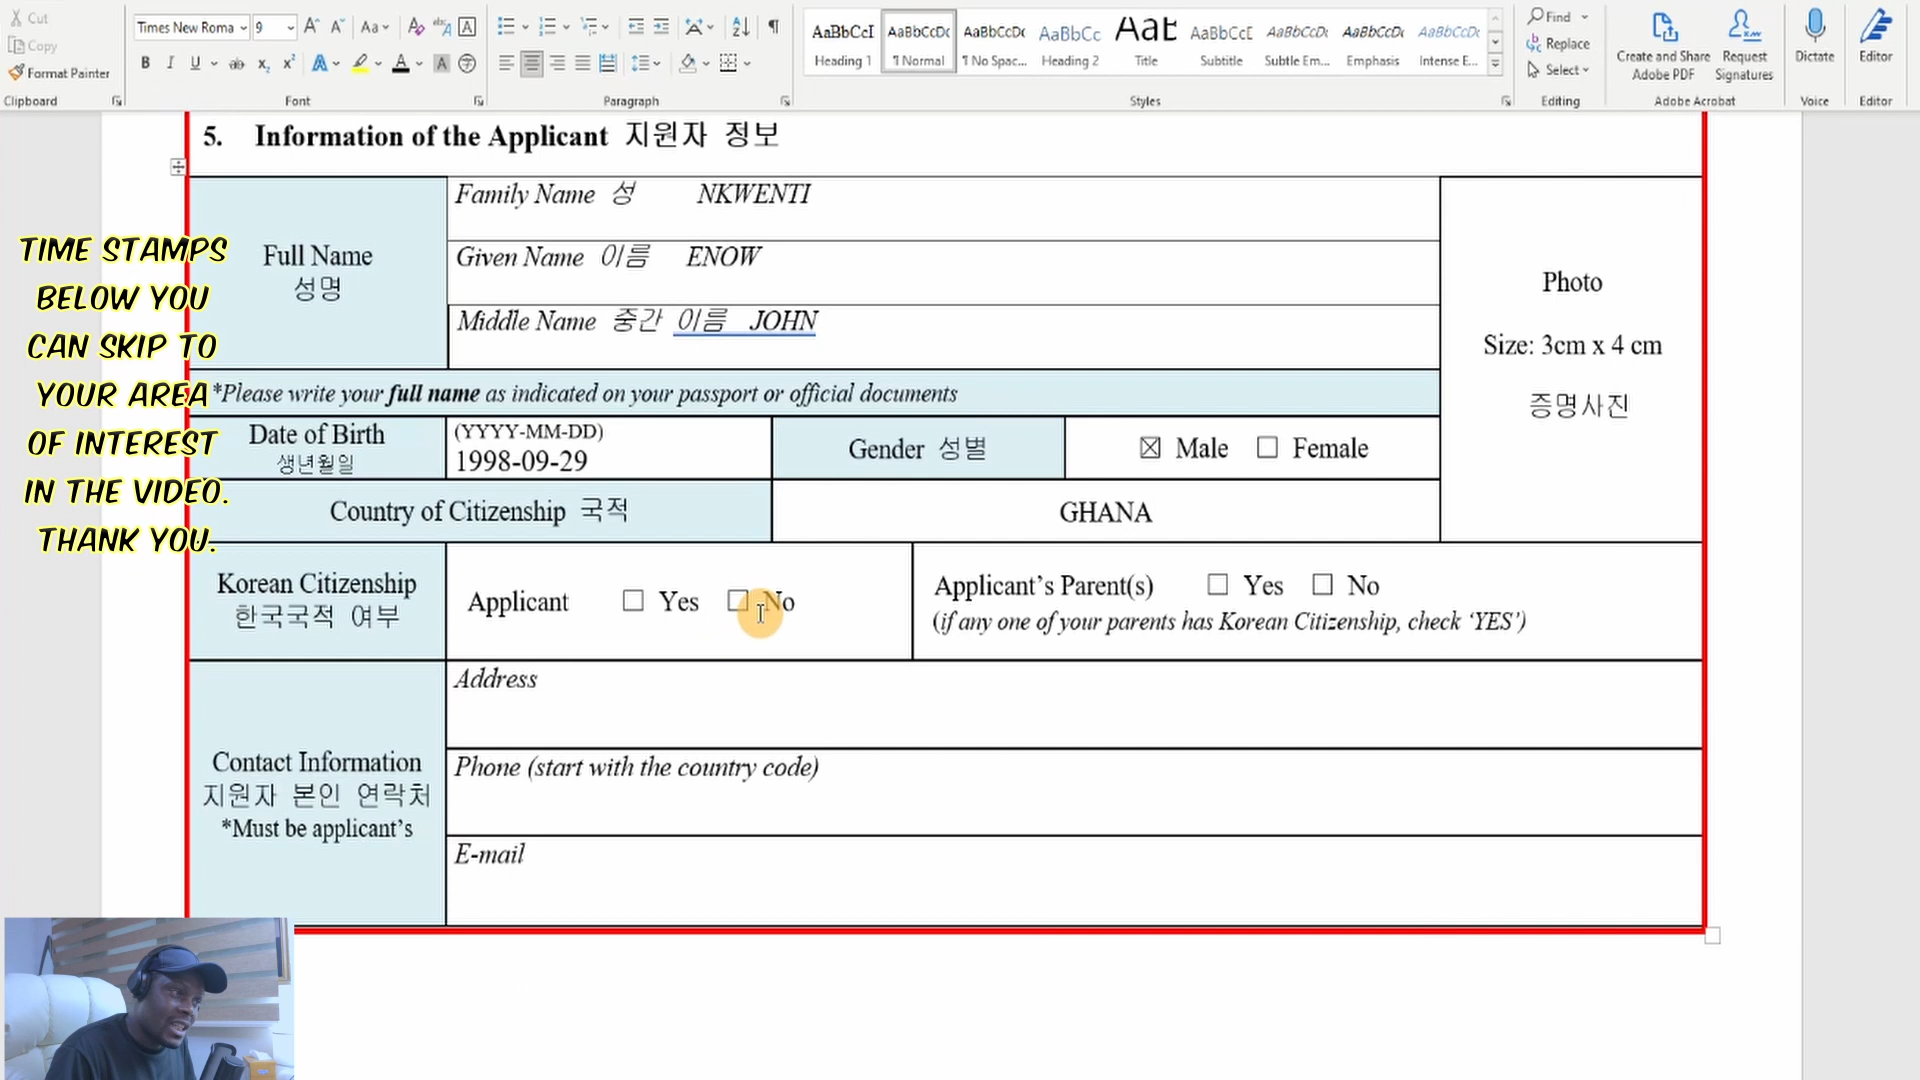 Cut
Copy
Format Painter
Clipboard
Times New Roma
9
Aa
Font
Paragraph
AaBbCcI
Heading 1
AaBbCcDc
¶ Normal
AaBbCcDc
¶ No Spac...
AaBbCc
Heading 2
AaB
Title
AaBbCcD
Subtitle
AaBbCcDc
Subtle Em...
AaBbCcDc
Emphasis
AaBbCcDc
Intense E...
Styles
Find
Replace
Select
Editing
Create and Share
Adobe PDF
Request
Signatures
Adobe Acrobat
Dictate
Voice
Editor
Editor
5. Information of the Applicant 지원자 정보
Full Name
성명
Family Name 성 NKWENTI
Given Name 이름 ENOW
Middle Name 중간 이름 JOHN
Photo
Size: 3cm x 4 cm
증명사진
*Please write your full name as indicated on your passport or official documents
Date of Birth
생년월일
(YYYY-MM-DD)
1998-09-29
Gender 성별
☒ Male ☐ Female
Country of Citizenship 국적
GHANA
Korean Citizenship
한국국적 여부
Applicant ☐ Yes ☐ No
Applicant’s Parent(s) ☐ Yes ☐ No
(if any one of your parents has Korean Citizenship, check ‘YES’)
Contact Information
지원자 본인 연락처
*Must be applicant’s
Address
Phone (start with the country code)
E-mail
TIME STAMPS
BELOW YOU
CAN SKIP TO
YOUR AREA
OF INTEREST
IN THE VIDEO.
THANK YOU.